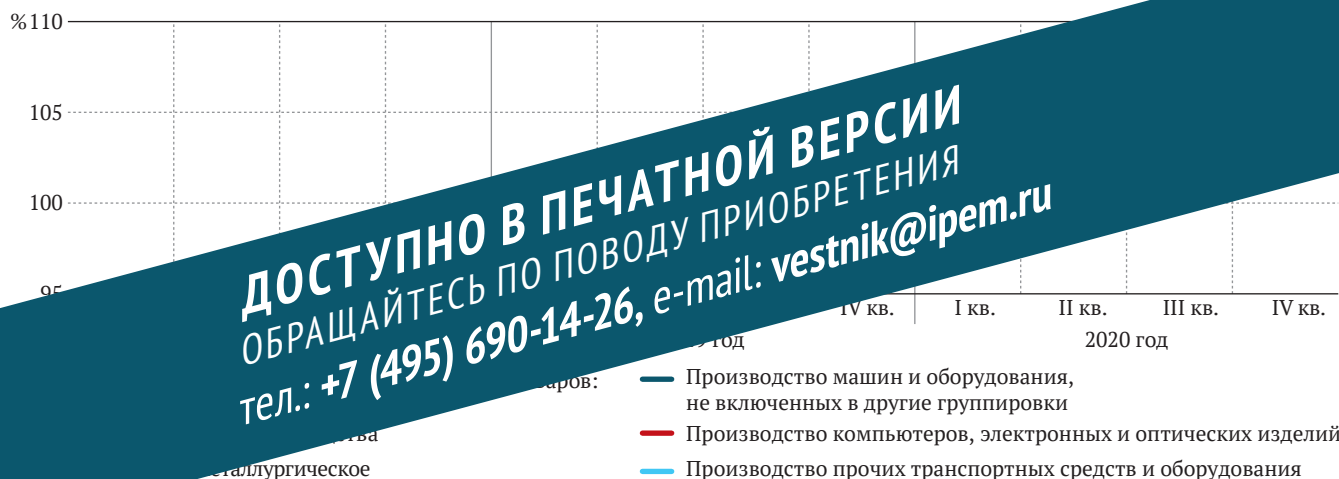 %110
105
100
95
ДОСТУПНО В ПЕЧАТНОЙ ВЕРСИИ
ОБРАЩАЙТЕСЬ ПО ПОВОДУ ПРИОБРЕТЕНИЯ
тел.: +7 (495) 690-14-26, e-mail: vestnik@ipem.ru
IV кв. I кв. II кв. III кв. IV кв.
год 2020 год
Производство машин и оборудования,
не включенных в другие группировки
Производство компьютеров, электронных и оптических изделий
Производство прочих транспортных средств и оборудования